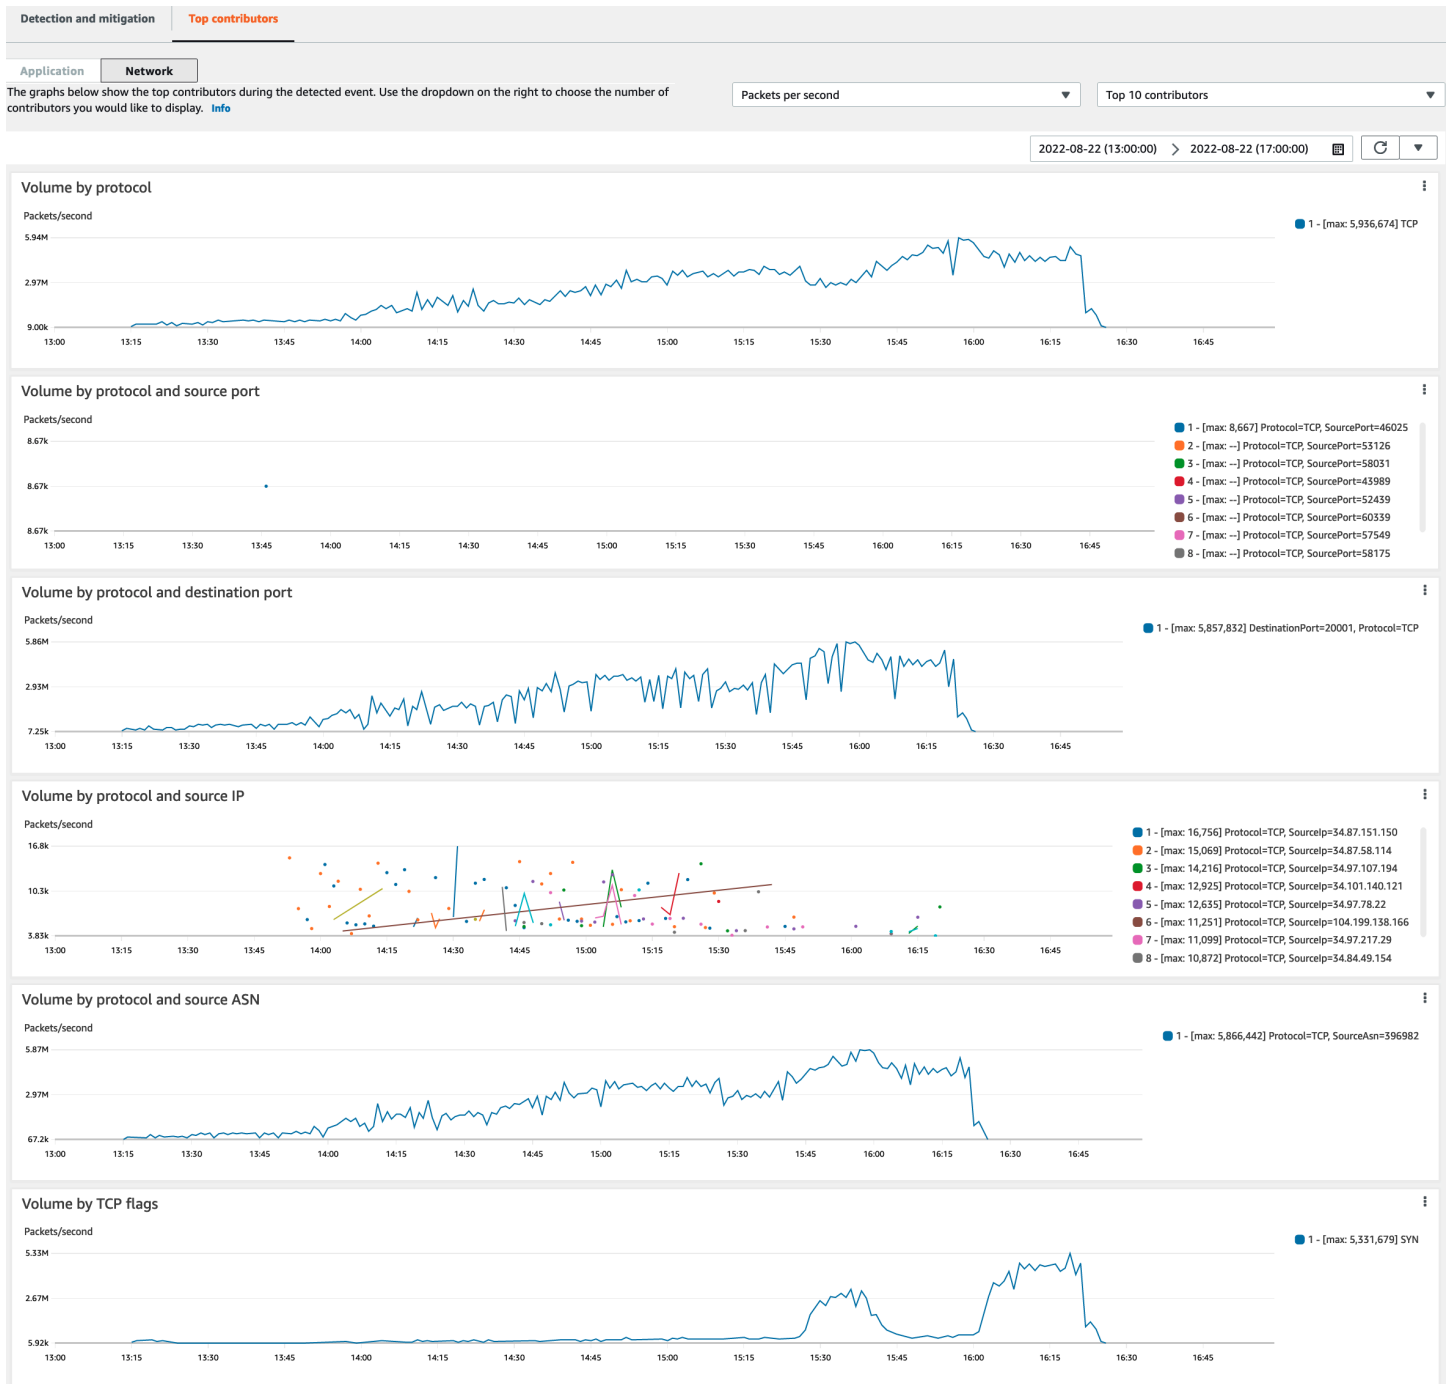 Detection and mitigation
Top contributors
Application
Network
The graphs below show the top contributors during the detected event. Use the dropdown on the right to choose the number of
contributors you would like to display. Info
Packets per second
Top 10 contributors
2022-08-22 (13:00:00)
2022-08-22 (17:00:00)
Volume by protocol
Packets/second
5.94M
2.97M
9.00k
13:00 13:15 13:30 13:45 14:00 14:15 14:30 14:45 15:00 15:15 15:30 15:45 16:00 16:15 16:30 16:45
1 - [max: 5,936,674] TCP
Volume by protocol and source port
Packets/second
8.67k
8.67k
8.67k
13:00 13:15 13:30 13:45 14:00 14:15 14:30 14:45 15:00 15:15 15:30 15:45 16:00 16:15 16:30 16:45
1 - [max: 8,667] Protocol=TCP, SourcePort=46025
2 - [max: --] Protocol=TCP, SourcePort=53126
3 - [max: --] Protocol=TCP, SourcePort=58031
4 - [max: --] Protocol=TCP, SourcePort=43989
5 - [max: --] Protocol=TCP, SourcePort=52439
6 - [max: --] Protocol=TCP, SourcePort=60339
7 - [max: --] Protocol=TCP, SourcePort=57549
8 - [max: --] Protocol=TCP, SourcePort=58175
Volume by protocol and destination port
Packets/second
5.86M
2.93M
7.25k
13:00 13:15 13:30 13:45 14:00 14:15 14:30 14:45 15:00 15:15 15:30 15:45 16:00 16:15 16:30 16:45
1 - [max: 5,857,832] DestinationPort=20001, Protocol=TCP
Volume by protocol and source IP
Packets/second
16.8k
10.3k
3.83k
13:00 13:15 13:30 13:45 14:00 14:15 14:30 14:45 15:00 15:15 15:30 15:45 16:00 16:15 16:30 16:45
1 - [max: 16,756] Protocol=TCP, SourceIp=34.87.151.150
2 - [max: 15,069] Protocol=TCP, SourceIp=34.87.58.114
3 - [max: 14,216] Protocol=TCP, SourceIp=34.97.107.194
4 - [max: 12,925] Protocol=TCP, SourceIp=34.101.140.121
5 - [max: 12,635] Protocol=TCP, SourceIp=34.97.78.22
6 - [max: 11,251] Protocol=TCP, SourceIp=104.199.138.166
7 - [max: 11,099] Protocol=TCP, SourceIp=34.97.217.29
8 - [max: 10,872] Protocol=TCP, SourceIp=34.84.49.154
Volume by protocol and source ASN
Packets/second
5.87M
2.97M
67.2k
13:00 13:15 13:30 13:45 14:00 14:15 14:30 14:45 15:00 15:15 15:30 15:45 16:00 16:15 16:30 16:45
1 - [max: 5,866,442] Protocol=TCP, SourceAsn=396982
Volume by TCP flags
Packets/second
5.33M
2.67M
5.92k
13:00 13:15 13:30 13:45 14:00 14:15 14:30 14:45 15:00 15:15 15:30 15:45 16:00 16:15 16:30 16:45
1 - [max: 5,331,679] SYN